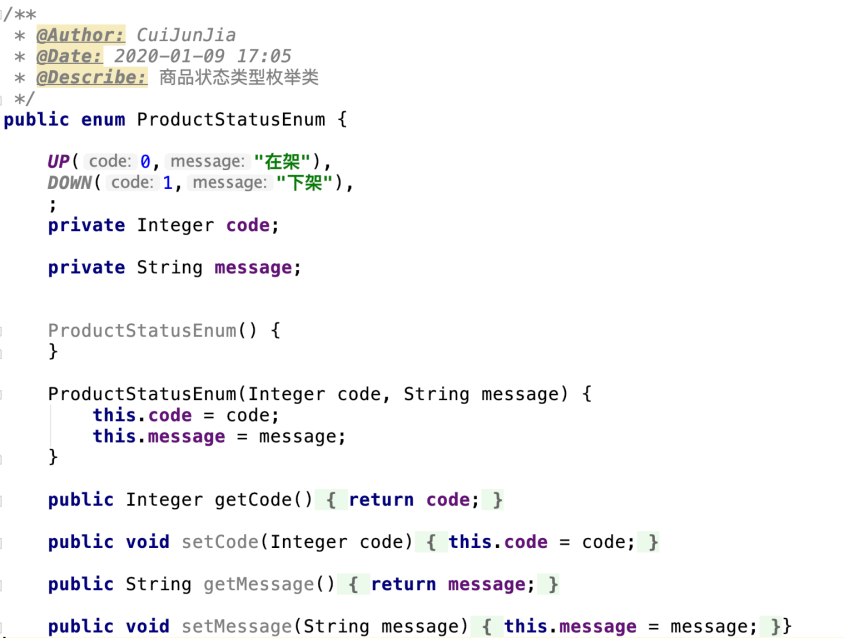 /**
 * @Author: CuiJunJia
 * @Date: 2020-01-09 17:05
 * @Describe: 商品状态类型枚举类
 */
public enum ProductStatusEnum {
UP( code: 0, message: "在架"),
DOWN( code: 1, message: "下架"),
;
private Integer code;
private String message;
ProductStatusEnum() {
}
ProductStatusEnum(Integer code, String message) {
this.code = code;
this.message = message;
}
public Integer getCode() { return code; }
public void setCode(Integer code) { this.code = code; }
public String getMessage() { return message; }
public void setMessage(String message) { this.message = message; }}